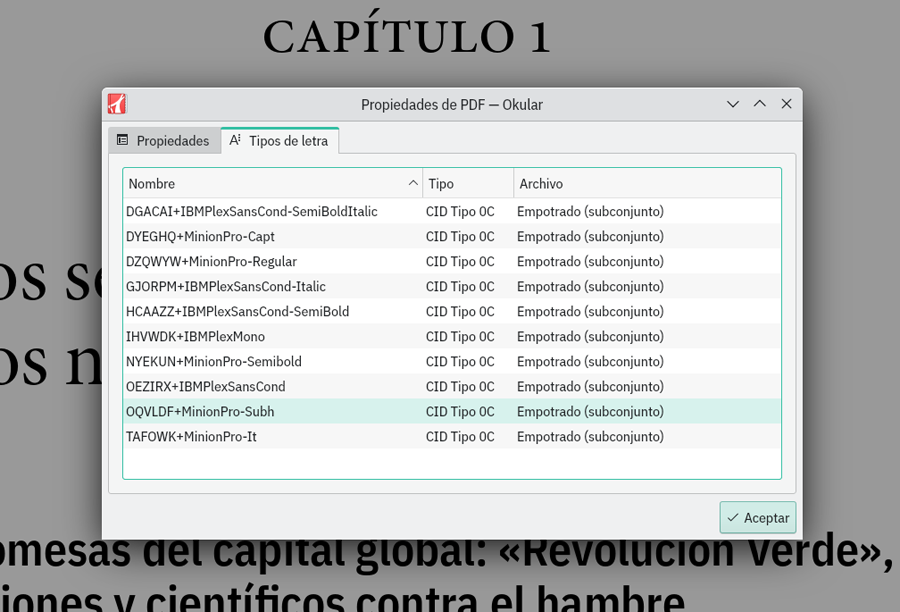 CAPÍTULO 1
Propiedades de PDF — Okular
Propiedades Tipos de letra
Nombre Tipo Archivo
DGACAI+IBMPlexSansCond-SemiBoldItalic CID Tipo 0C Empotrado (subconjunto)
DYEGHQ+MinionPro-Capt CID Tipo 0C Empotrado (subconjunto)
DZQWYW+MinionPro-Regular CID Tipo 0C Empotrado (subconjunto)
GJORPM+IBMPlexSansCond-Italic CID Tipo 0C Empotrado (subconjunto)
HCAAZZ+IBMPlexSansCond-SemiBold CID Tipo 0C Empotrado (subconjunto)
IHVWDK+IBMPlexMono CID Tipo 0C Empotrado (subconjunto)
NYEKUN+MinionPro-Semibold CID Tipo 0C Empotrado (subconjunto)
OEZIRX+IBMPlexSansCond CID Tipo 0C Empotrado (subconjunto)
OQVLDF+MinionPro-Subh CID Tipo 0C Empotrado (subconjunto)
TAFOWK+MinionPro-It CID Tipo 0C Empotrado (subconjunto)
Aceptar
omesas del capital global: «Revolución Verde»,
iones y científicos contra el hambre